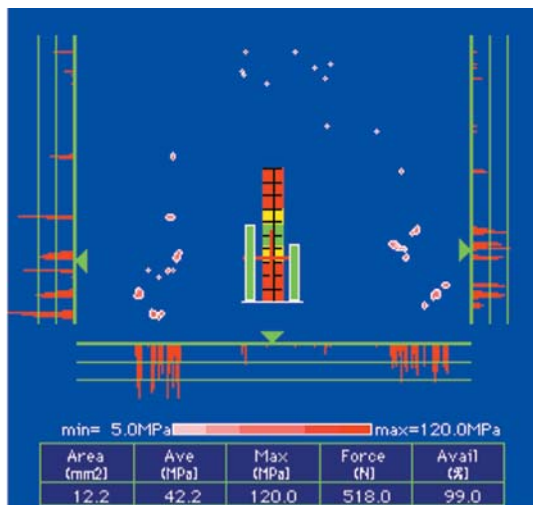 min= 5.0MPa max=120.0MPa
Area Ave Max Force Avail
(mm2) (MPa) (MPa) (N) (%)
12.2 42.2 120.0 518.0 99.0